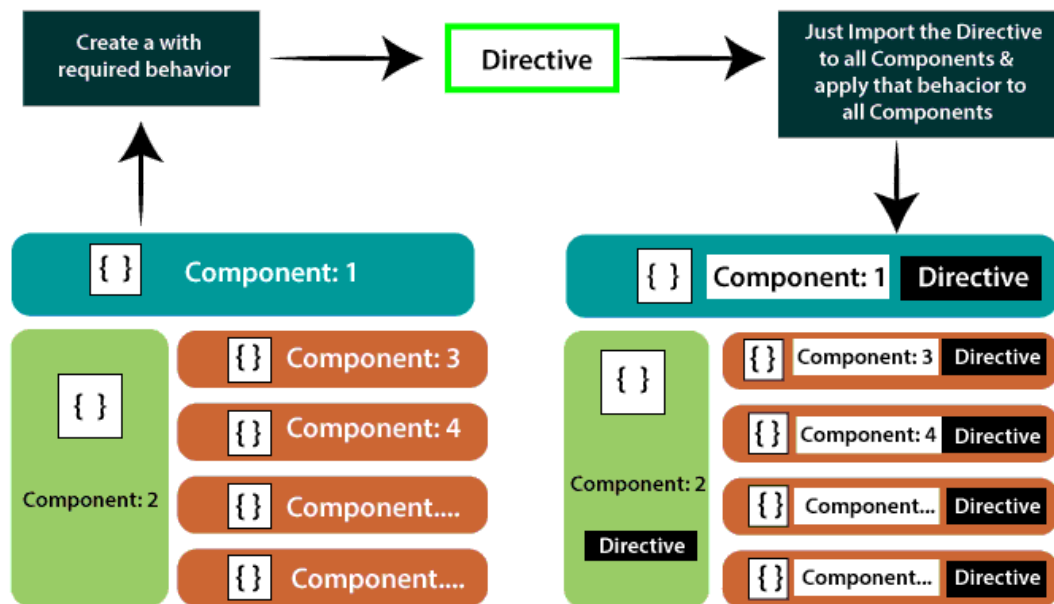 Create a with
required behavior
Directive
Just Import the Directive
to all Components &
apply that behacior to
all Components
{ } Component: 1
{ }
Component: 2
{ } Component: 3
{ } Component: 4
{ } Component....
{ } Component....
{ } Component: 1 Directive
{ }
Component: 2
Directive
{ } Component: 3 Directive
{ } Component: 4 Directive
{ } Component... Directive
{ } Component... Directive